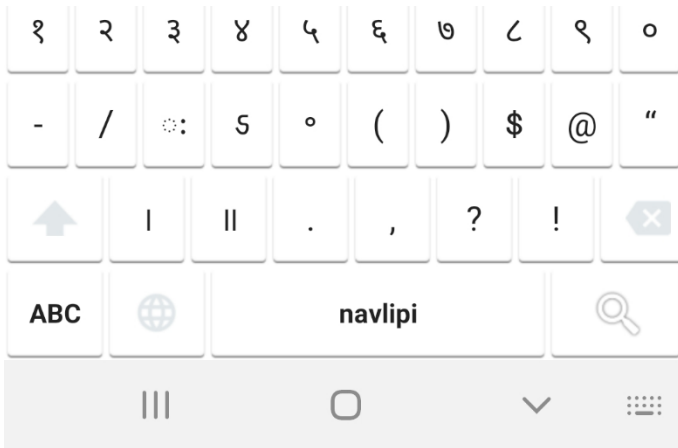 १ २ ३ ४ ५ ६ ७ ८ ९ ०
- / ः ऽ ॰ ( ) $ @ “
। ॥ . , ? !
ABC navlipi